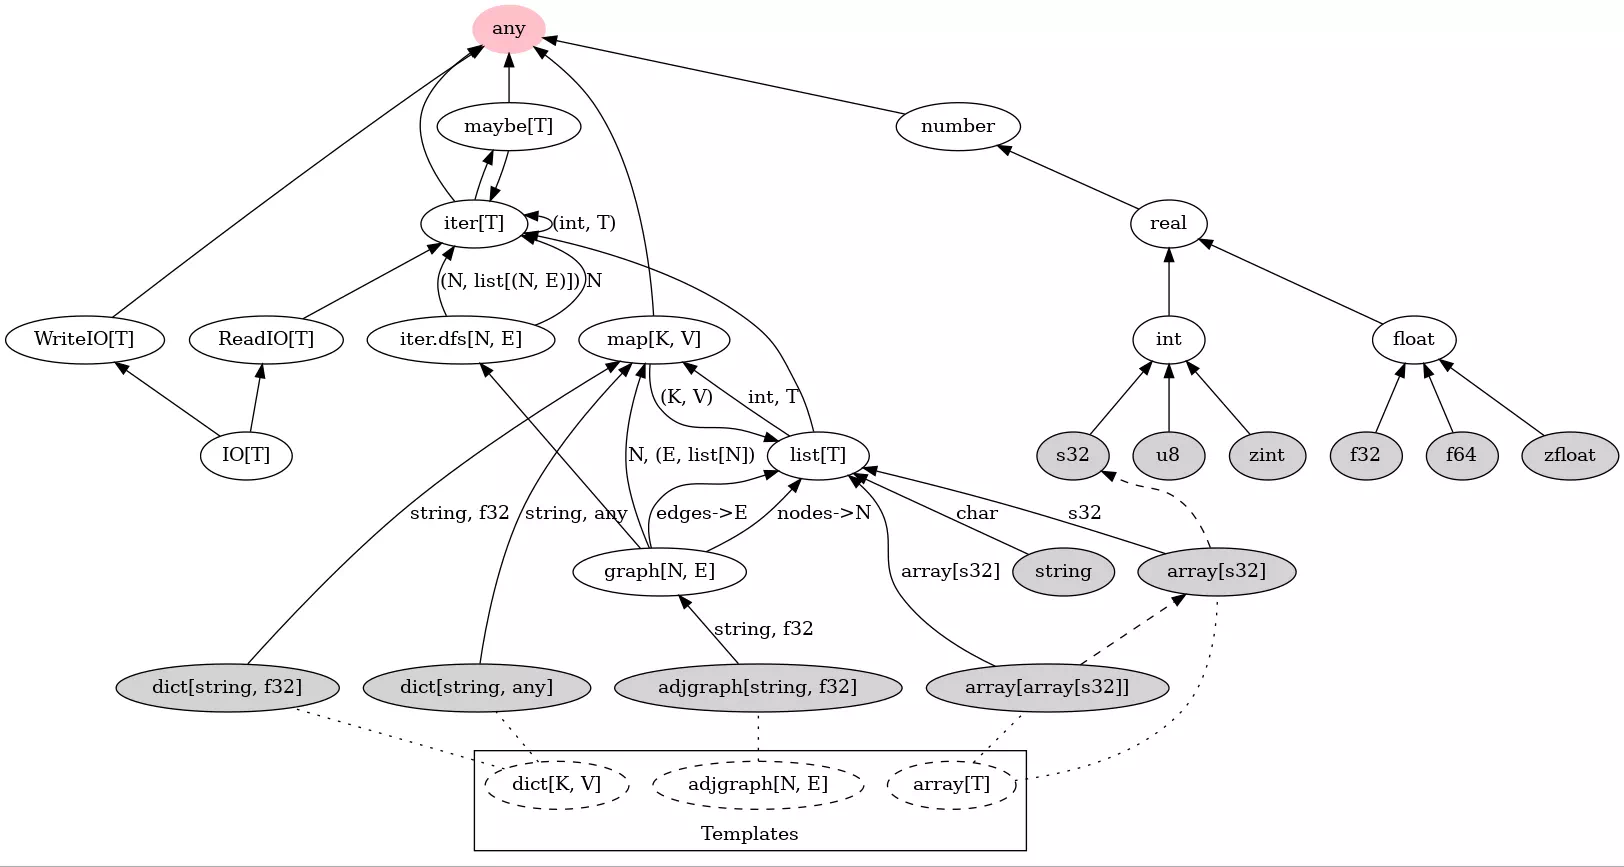 any
maybe[T]
number
iter[T]
(int, T)
real
(N, list[(N, E)])
N
WriteIO[T]
ReadIO[T]
iter.dfs[N, E]
map[K, V]
int
float
(K, V)
int, T
IO[T]
N, (E, list[N])
list[T]
s32
u8
zint
f32
f64
zfloat
string, f32
string, any
edges->E
nodes->N
char
s32
graph[N, E]
array[s32]
string
array[s32]
string, f32
dict[string, f32]
dict[string, any]
adjgraph[string, f32]
array[array[s32]]
dict[K, V]
adjgraph[N, E]
array[T]
Templates